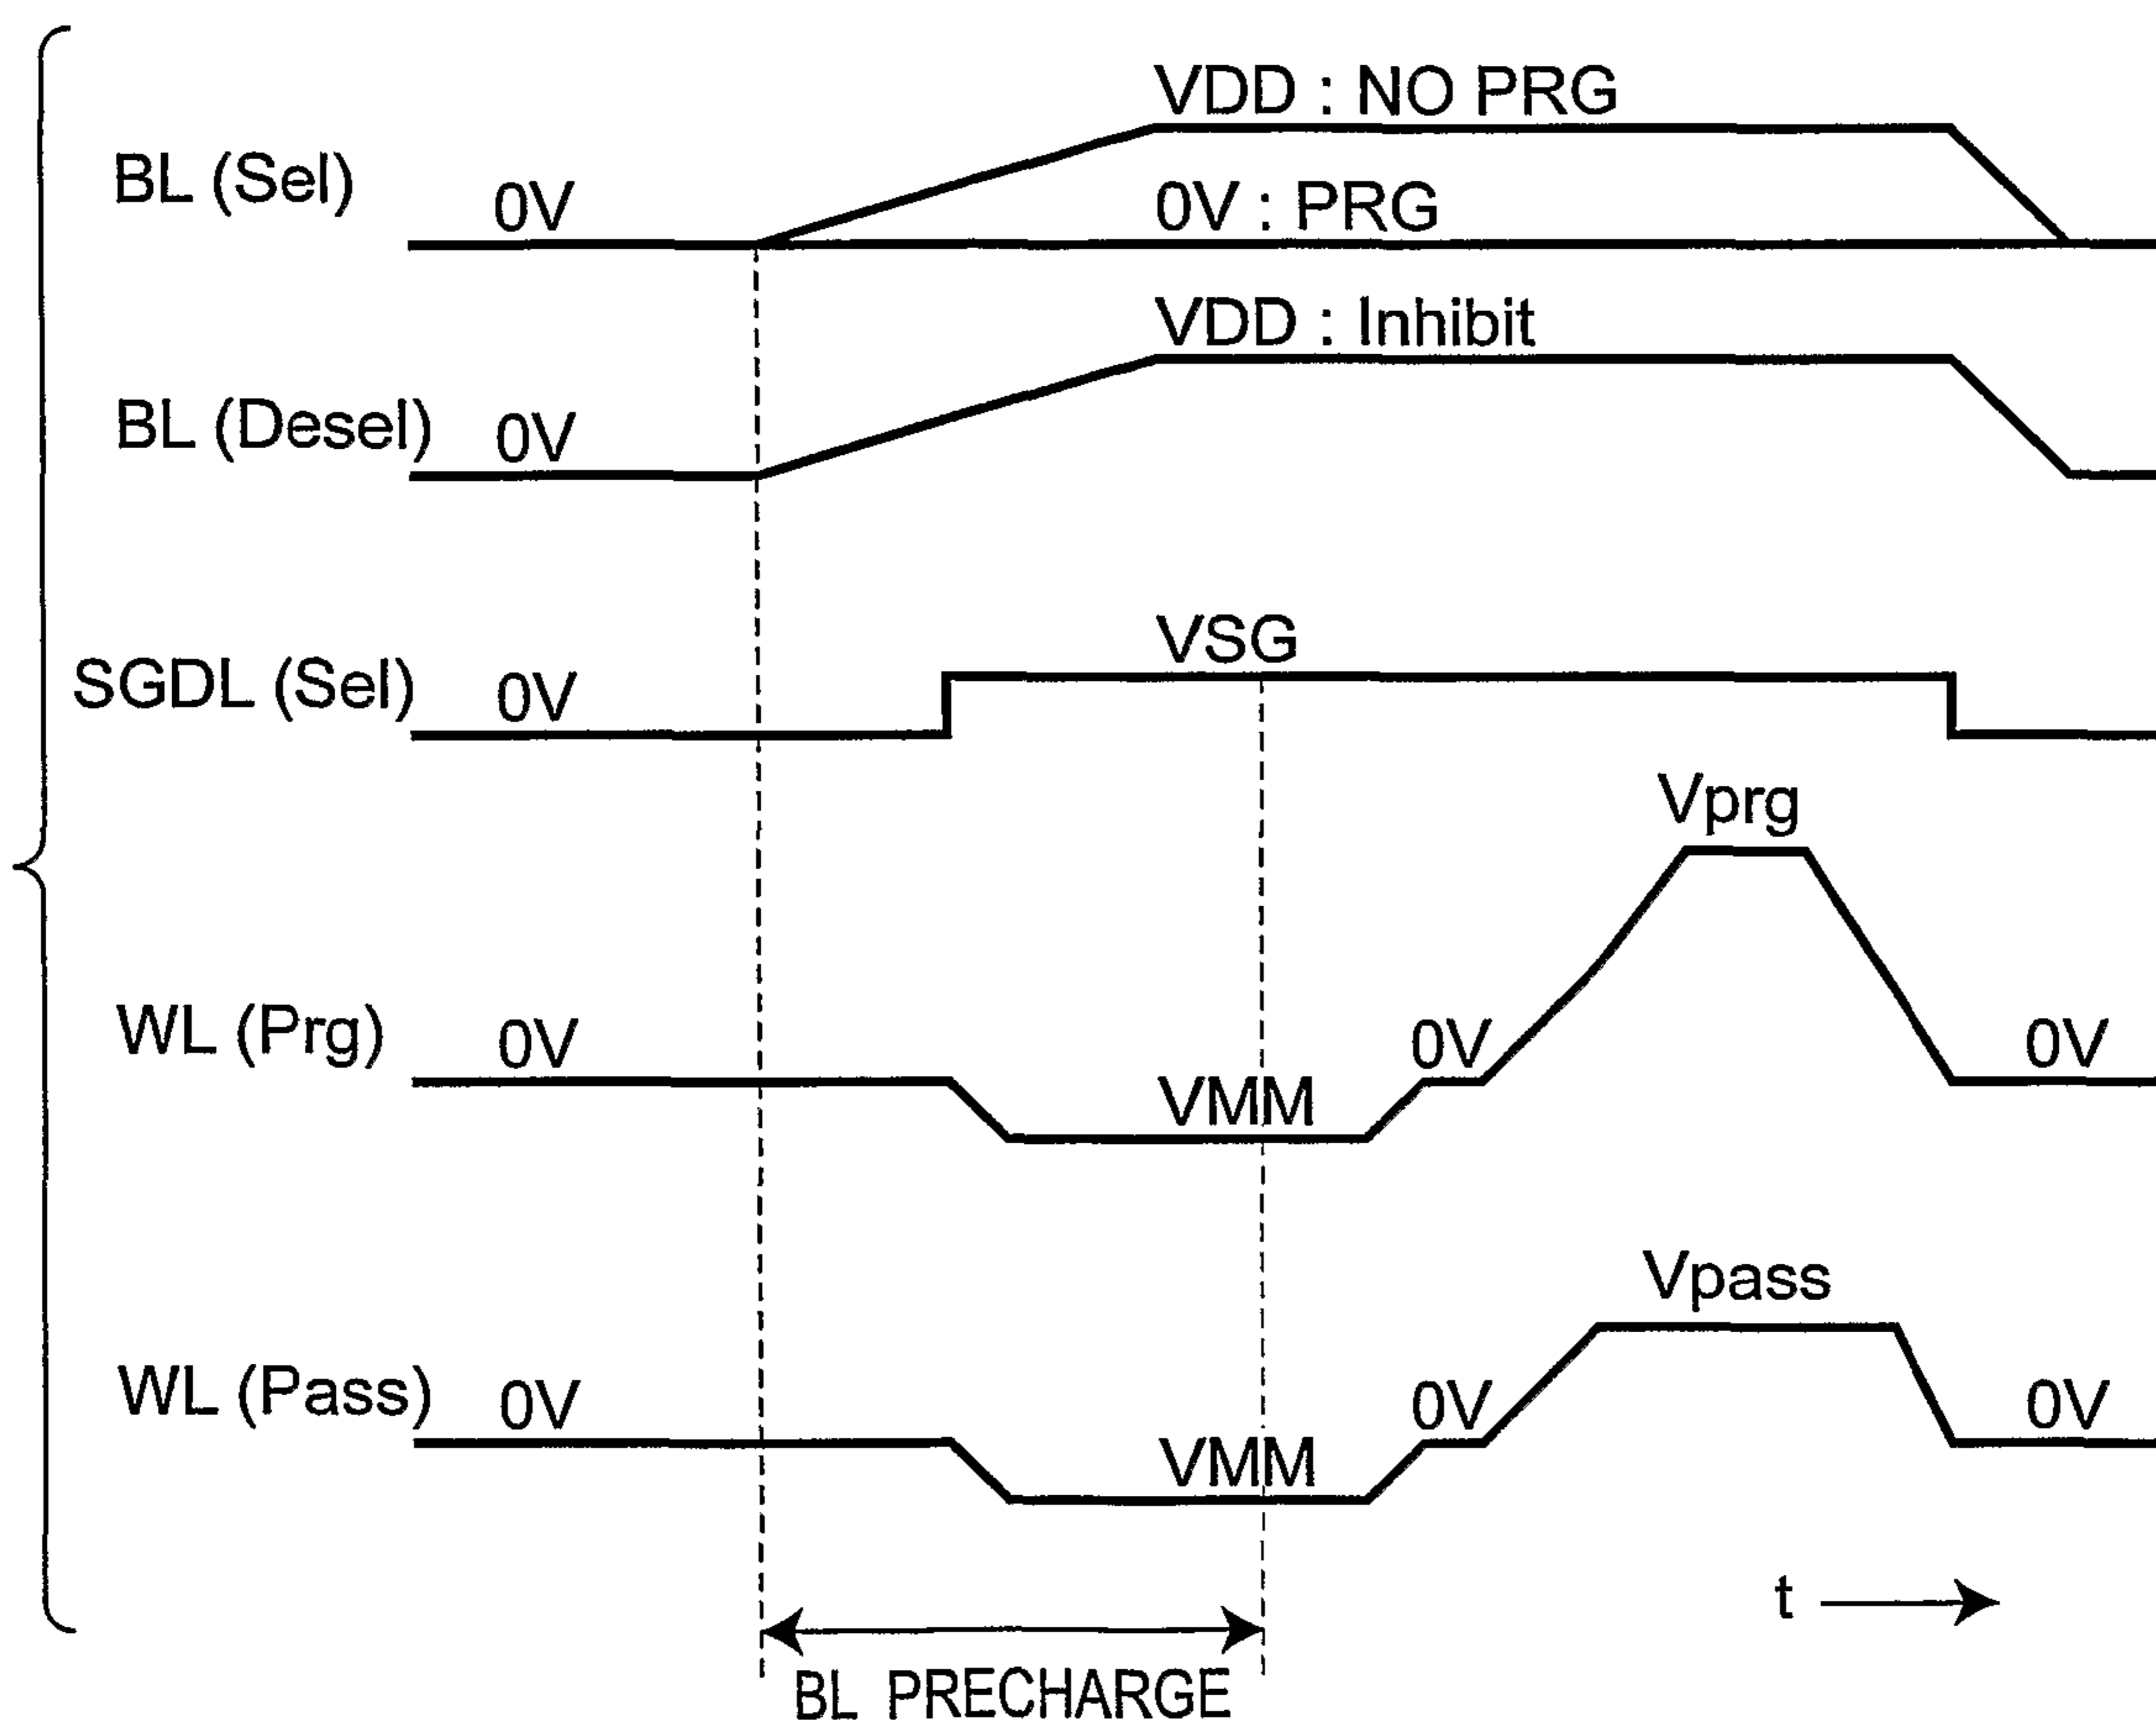 VDD : NO PRG
BL (Sel)
0V
0V : PRG
VDD : Inhibit
BL (Desel)
0V
VSG
SGDL (Sel)
0V
Vprg
WL (Prg)
0V
VMM
0V
0V
Vpass
WL (Pass)
0V
VMM
0V
0V
t
BL PRECHARGE